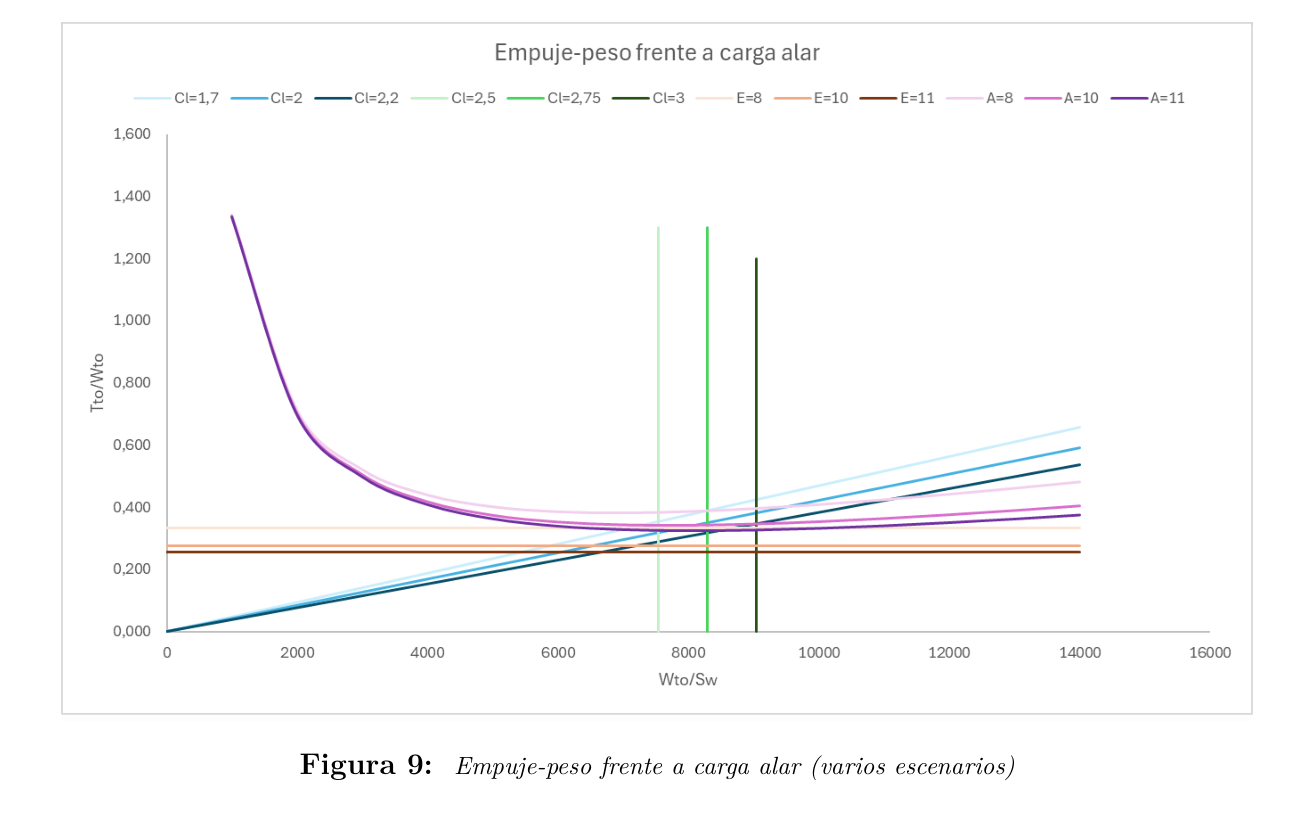 Empuje-peso frente a carga alar
Cl=1,7 Cl=2 Cl=2,2 Cl=2,5 Cl=2,75 Cl=3 E=8 E=10 E=11 A=8 A=10 A=11
1,600
1,400
1,200
1,000
0,800
0,600
0,400
0,200
0,000
Tto/Wto
0 2000 4000 6000 8000 10000 12000 14000 16000
Wto/Sw
Figura 9: Empuje-peso frente a carga alar (varios escenarios)